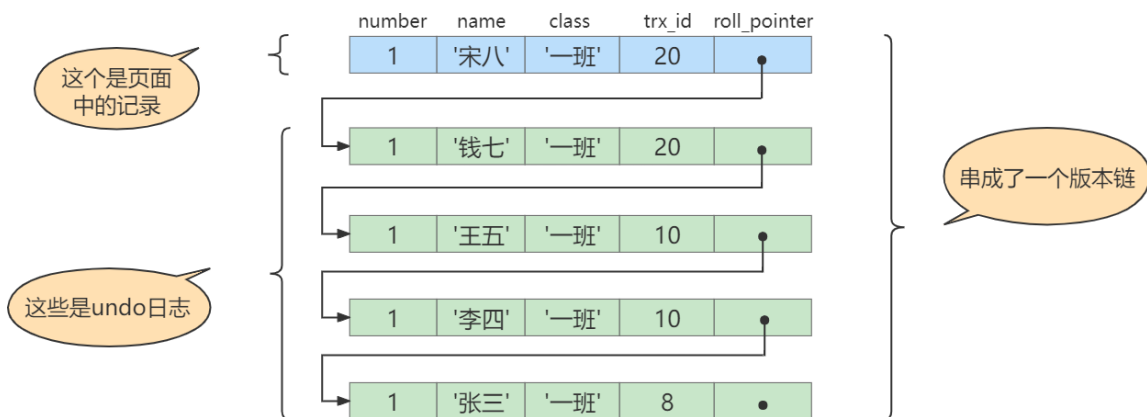 number name class trx_id roll_pointer
1 '宋八' '一班' 20
这个是页面
中的记录
1 '钱七' '一班' 20
串成了一个版本链
1 '王五' '一班' 10
这些是undo日志
1 '李四' '一班' 10
1 '张三' '一班' 8